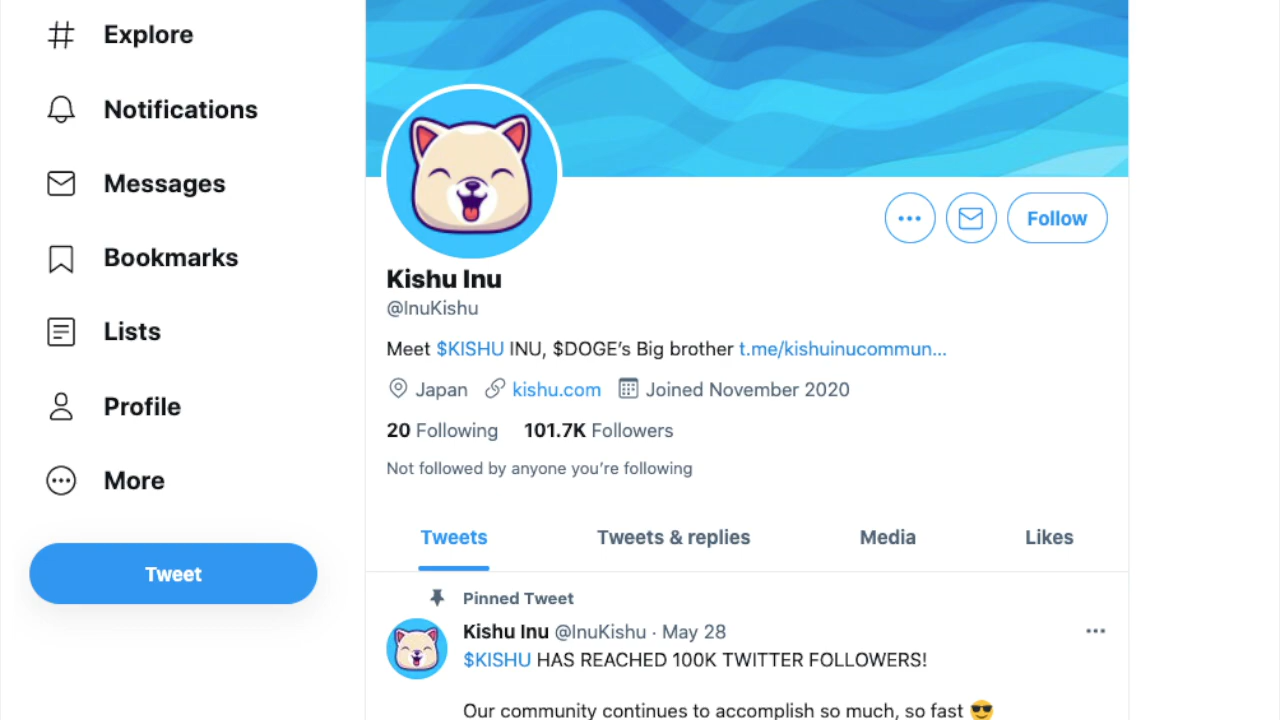 Explore
Notifications
Messages
Bookmarks
Lists
Profile
More
Tweet
Follow
Kishu Inu
@InuKishu
Meet $KISHU INU, $DOGE’s Big brother t.me/kishuinucommun...
Japan kishu.com Joined November 2020
20 Following 101.7K Followers
Not followed by anyone you’re following
Tweets Tweets & replies Media Likes
Pinned Tweet
Kishu Inu @InuKishu · May 28
$KISHU HAS REACHED 100K TWITTER FOLLOWERS!
Our community continues to accomplish so much, so fast 😎